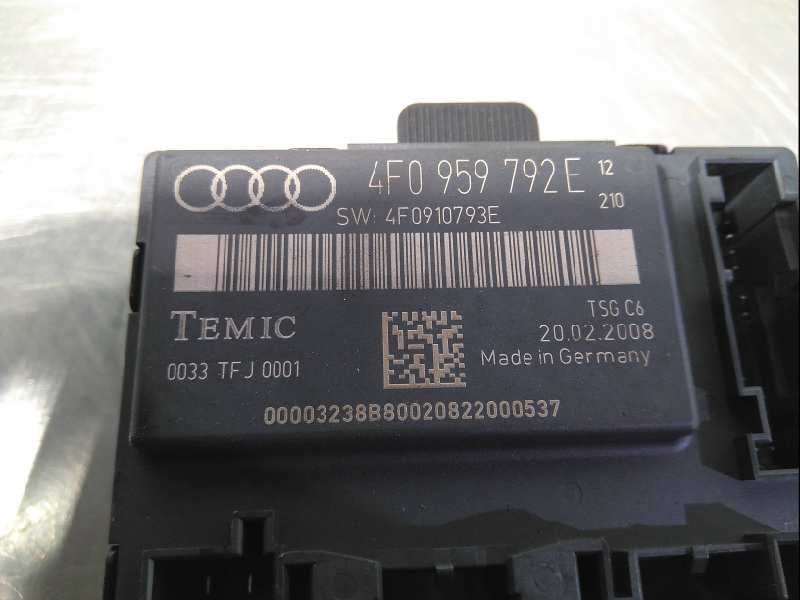 4F0 959 792 E 12
210
SW: 4F0910793E
TEMIC
TSG C6
20.02.2008
0033 TFJ 0001
Made in Germany
00003238B80020822000537